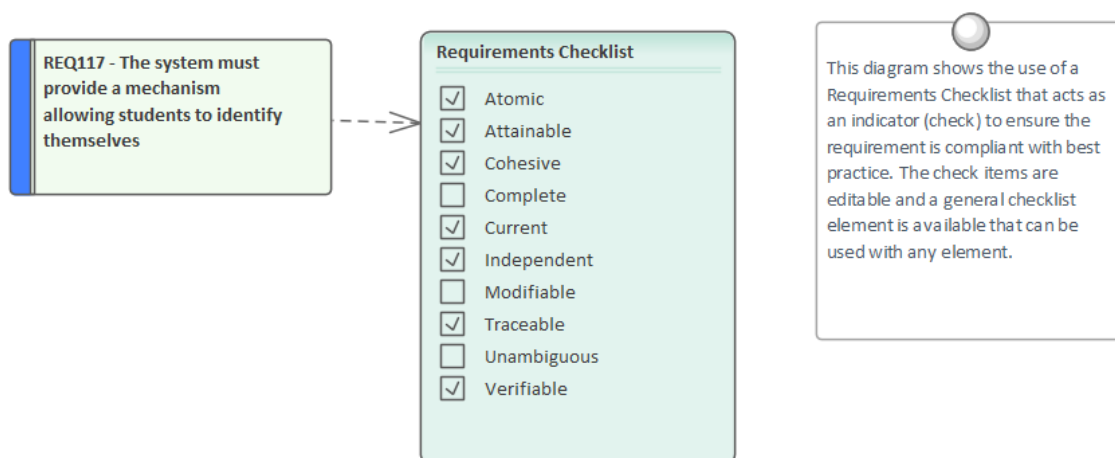 REQ117 - The system must
provide a mechanism
allowing students to identify
themselves
Requirements Checklist
Atomic
Attainable
Cohesive
Complete
Current
Independent
Modifiable
Traceable
Unambiguous
Verifiable
This diagram shows the use of a
Requirements Checklist that acts as
an indicator (check) to ensure the
requirement is compliant with best
practice. The check items are
editable and a general checklist
element is available that can be
used with any element.